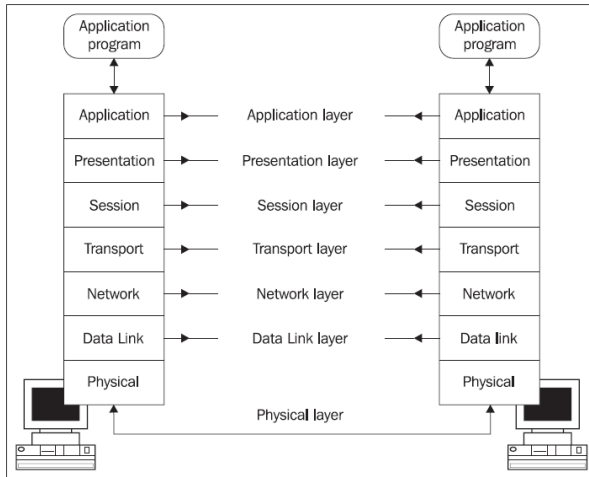 Application
program
Application
program
Application Application layer Application
Presentation Presentation layer Presentation
Session Session layer Session
Transport Transport layer Transport
Network Network layer Network
Data Link Data Link layer Data link
Physical Physical
Physical layer